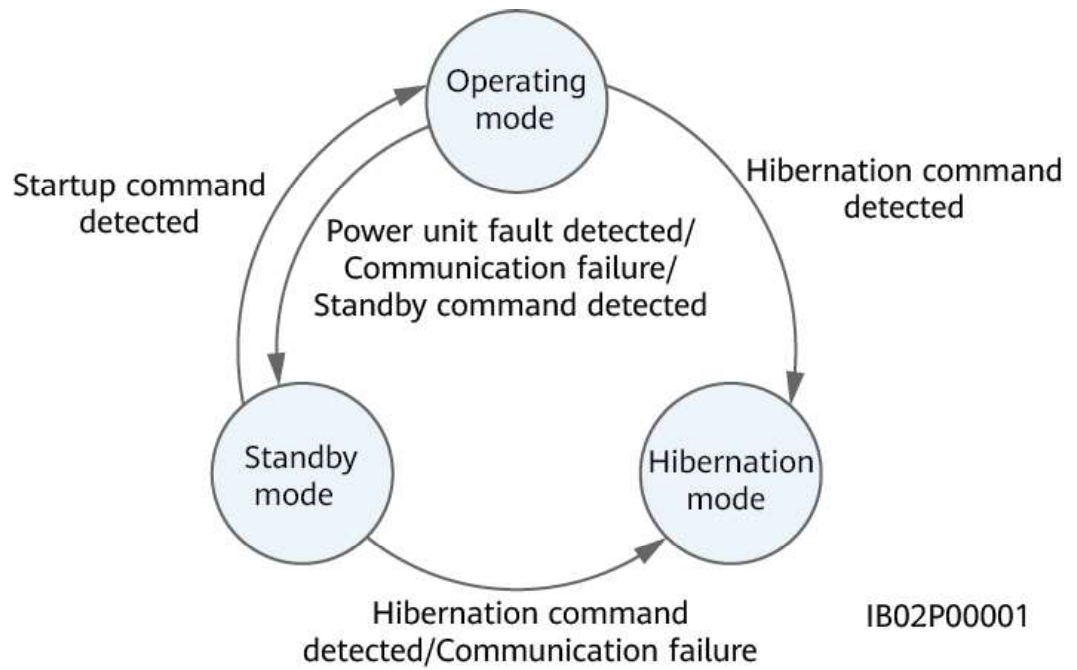 Operating
mode
Startup command
detected
Hibernation command
detected
Power unit fault detected/
Communication failure/
Standby command detected
Standby
mode
Hibernation
mode
Hibernation command
detected/Communication failure
IB02P00001